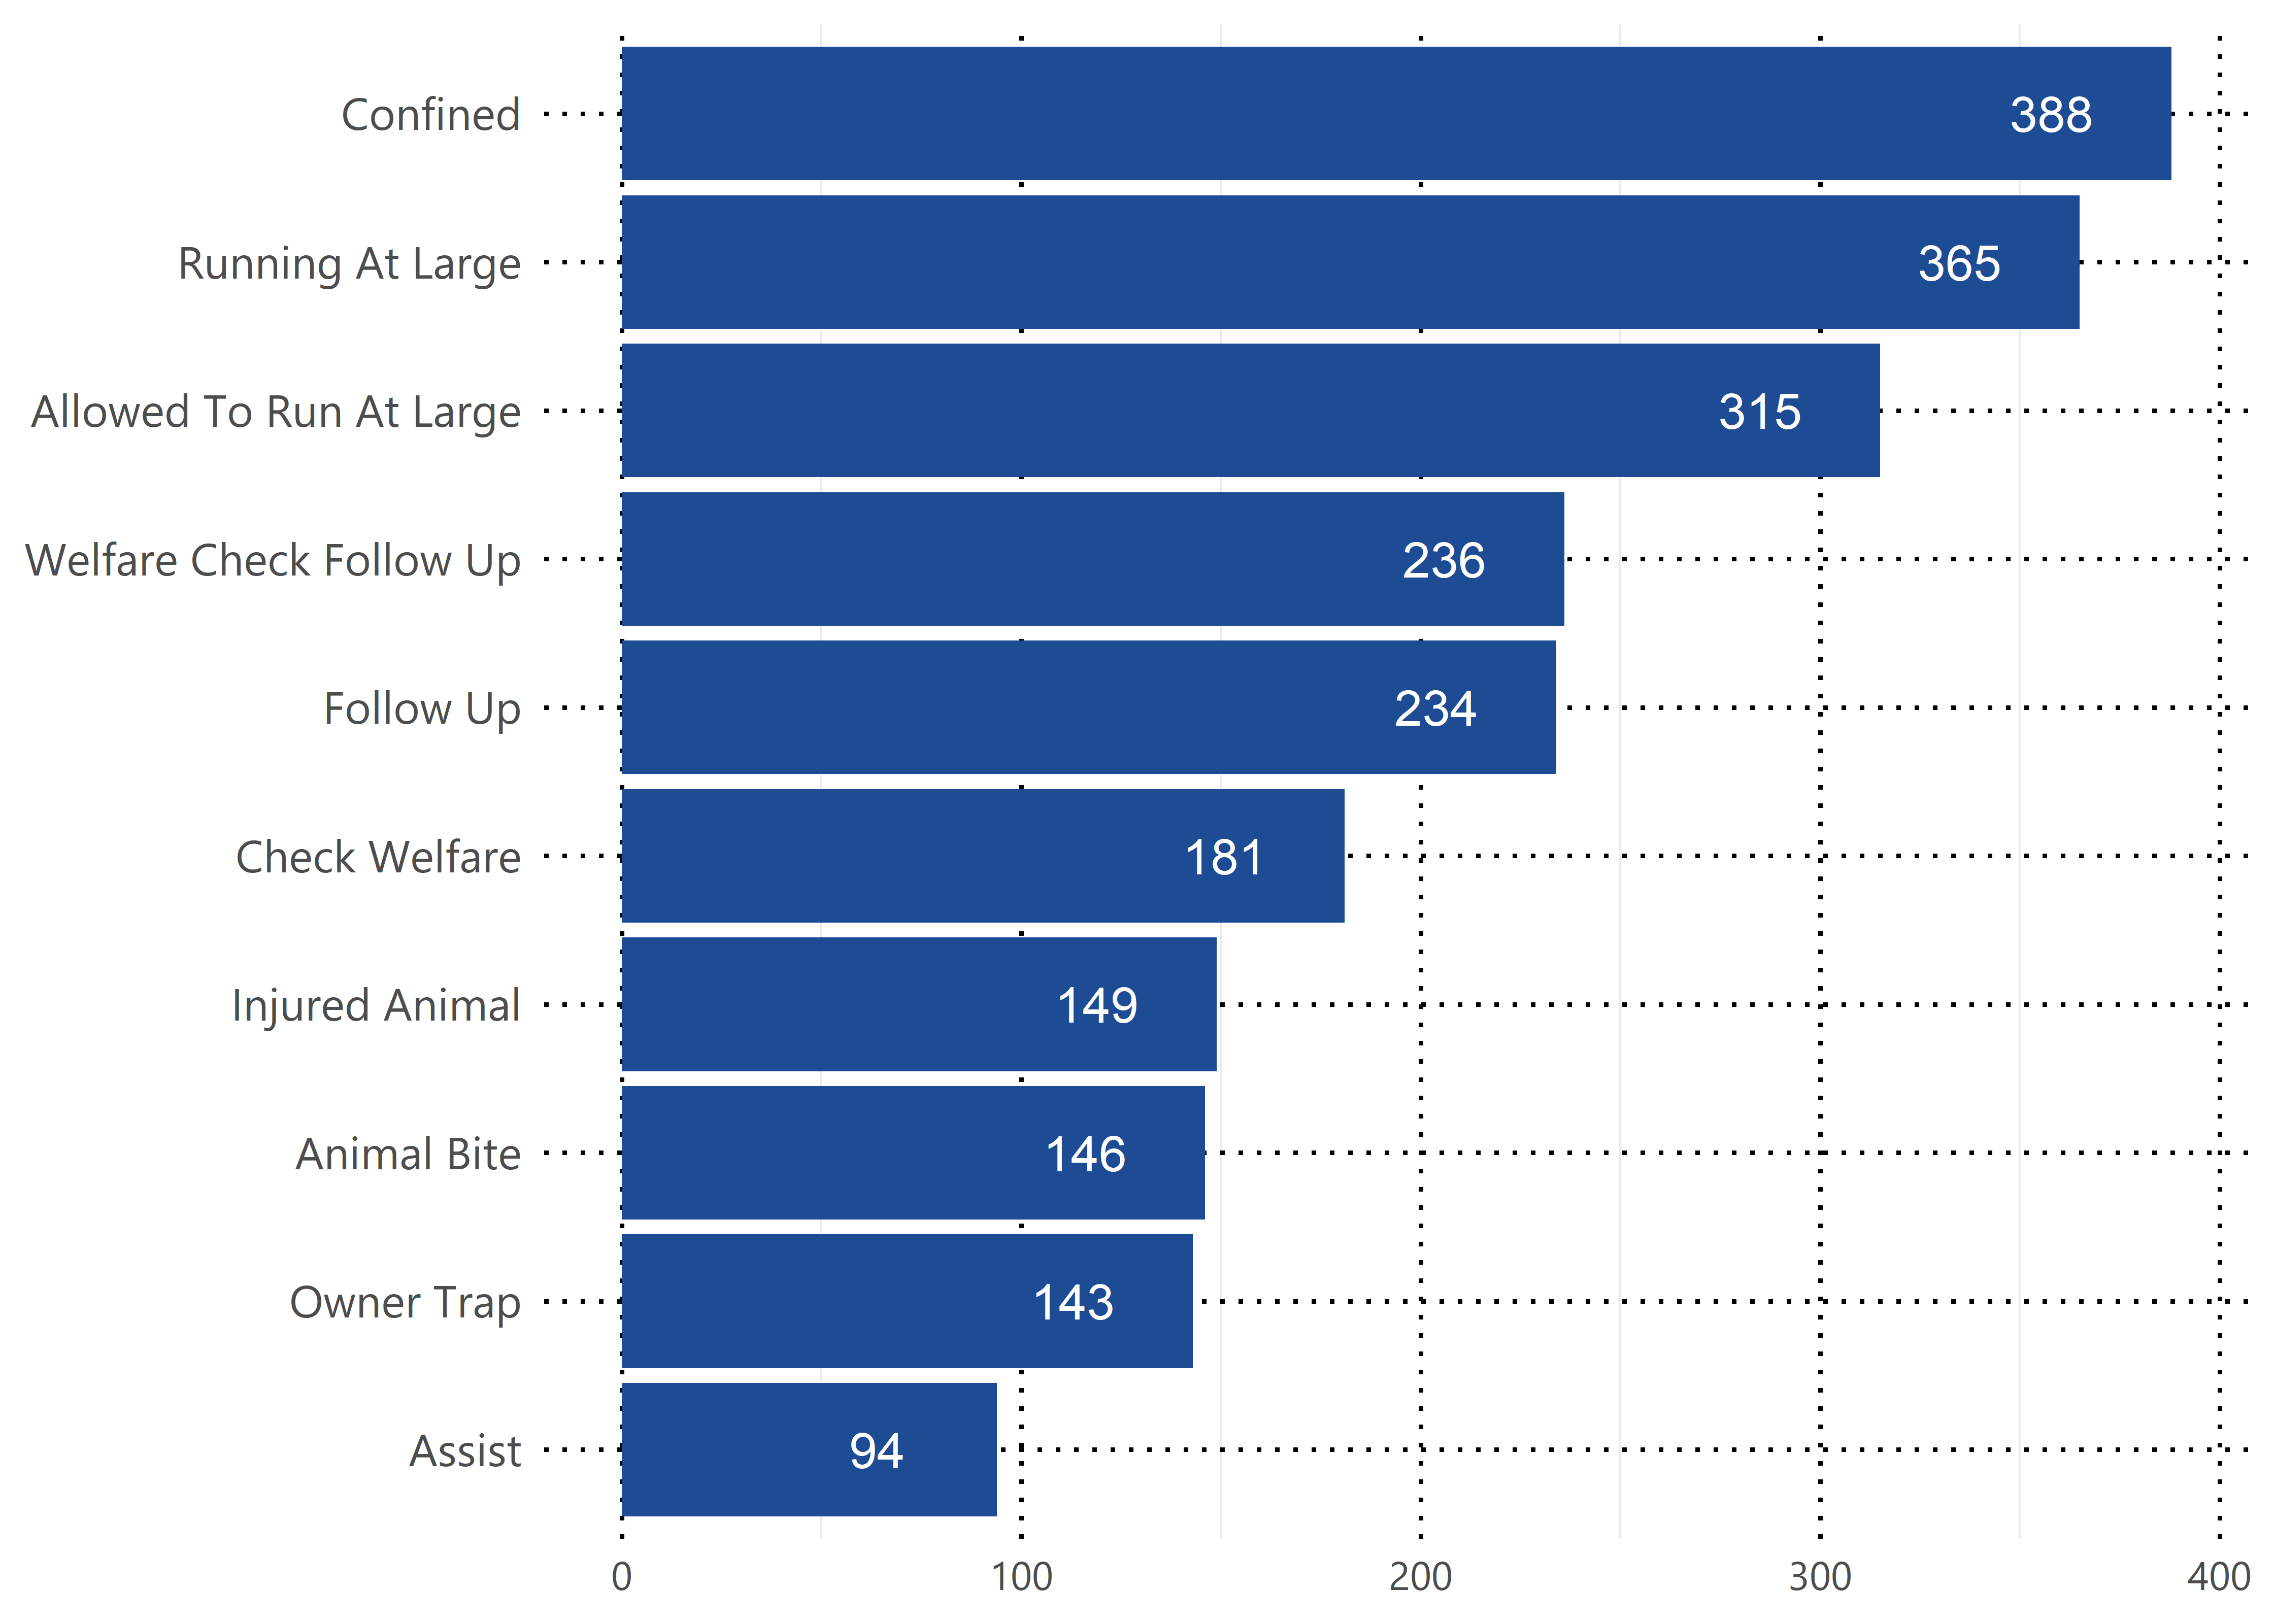 Confined 388
Running At Large 365
Allowed To Run At Large 315
Welfare Check Follow Up 236
Follow Up 234
Check Welfare 181
Injured Animal 149
Animal Bite 146
Owner Trap 143
Assist 94
0 100 200 300 400